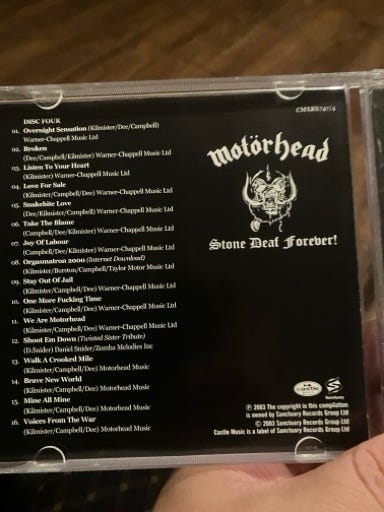 CMXBX747/4
DISC FOUR
01. Overnight Sensation (Kilmister/Dee/Campbell)
Warner-Chappell Music Ltd
02. Broken
(Dee/Campbell/Kilmister) Warner-Chappell Music Ltd
03. Listen To Your Heart
(Kilmister) Warner-Chappell Music Ltd
04. Love For Sale
(Kilmister/Campbell/Dee) Warner-Chappell Music Ltd
05. Snakebite Love
(Dee/Campbell/Kilmister) Warner-Chappell Music Ltd
06. Take The Blame
(Kilmister/Campbell/Dee) Warner-Chappell Music Ltd
07. Joy Of Labour
(Campbell/Dee/Kilmister) Warner-Chappell Music Ltd
08. Orgasmatron 2000 (Internet Download)
(Kilmister/Burston/Campbell/Taylor Motor Music Ltd
09. Stay Out Of Jail
(Kilmister/Campbell/Dee) Warner-Chappell Music Ltd
10. One More Fucking Time
(Kilmister/Campbell/Dee) Warner-Chappell Music Ltd
11. We Are Motorhead
(Kilmister/Campbell/Dee) Warner-Chappell Music Ltd
12. Shoot Em Down (Twisted Sister Tribute)
(D.Snider) Daniel Snider/Zomba Melodies Inc
13. Walk A Crooked Mile
(Kilmister/Campbell/Dee) Motorhead Music
14. Brave New World
(Kilmister/Campbell/Dee) Motorhead Music
15. Mine All Mine
(Kilmister/Campbell/Dee) Motorhead Music
16. Voices From The War
(Kilmister/Campbell/Dee) Motorhead Music
motörhead
Stone Deaf Forever!
Castle
Sanctuary
℗ 2003 The copyright in this compilation
is owned by Sanctuary Records Group Ltd
© 2003 Sanctuary Records Group Ltd
Castle Music is a label of Sanctuary Records Group Ltd